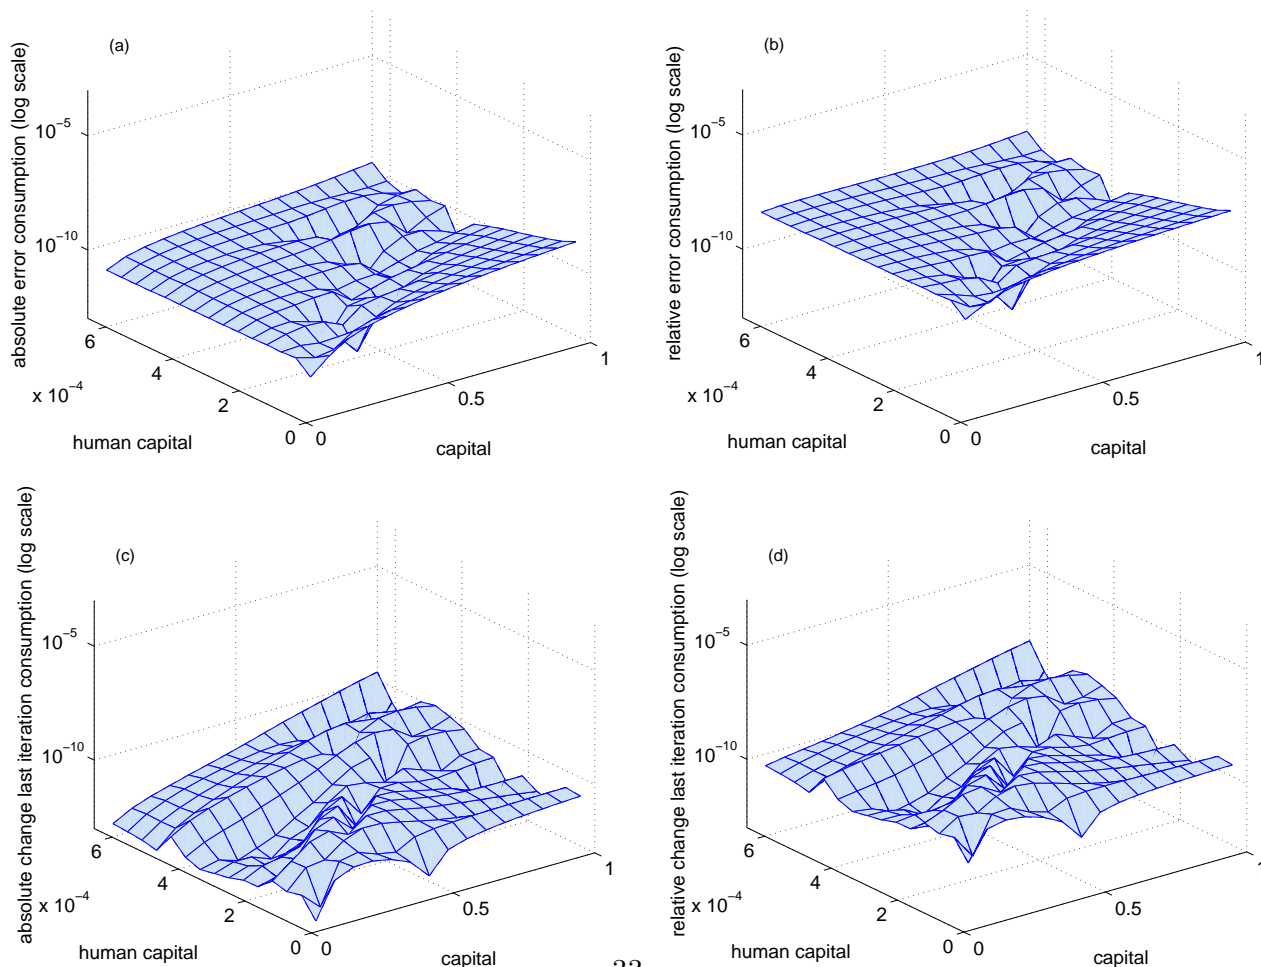 (a)
absolute error consumption (log scale)
10−5
10−10
6
4
2
0
x 10−4
human capital
0
0.5
1
capital
(b)
relative error consumption (log scale)
10−5
10−10
6
4
2
0
x 10−4
human capital
0
0.5
1
capital
(c)
absolute change last iteration consumption (log scale)
10−5
10−10
6
4
2
0
x 10−4
human capital
0
0.5
1
capital
(d)
relative change last iteration consumption (log scale)
10−5
10−10
6
4
2
0
x 10−4
human capital
0
0.5
1
capital